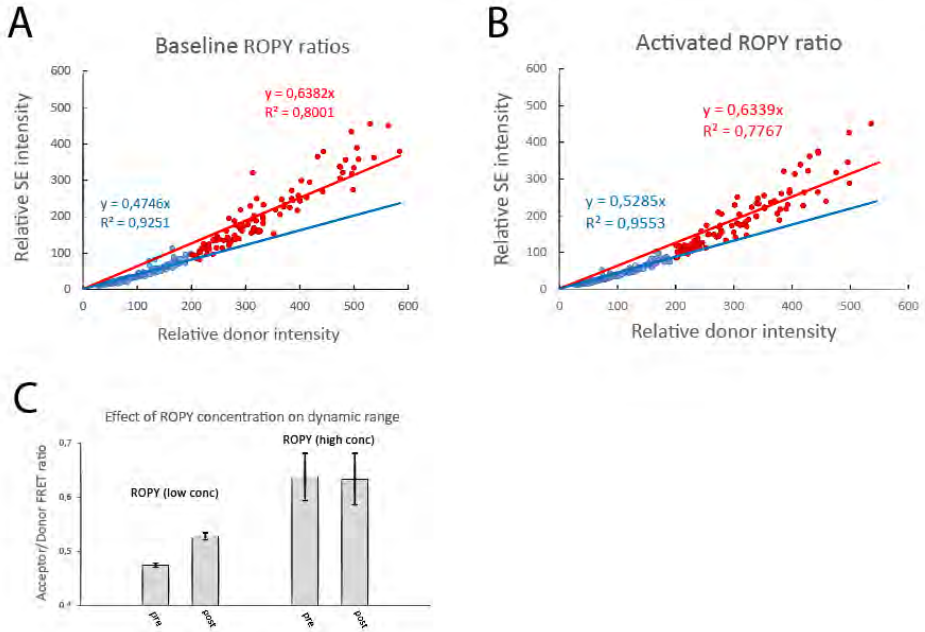 A
Baseline ROPY ratios
Relative SE intensity
600
500
400
300
200
100
0
y = 0,6382x
R² = 0,8001
y = 0,4746x
R² = 0,9251
0 100 200 300 400 500 600
Relative donor intensity
B
Activated ROPY ratio
Relative SE intensity
600
500
400
300
200
100
0
y = 0,6339x
R² = 0,7767
y = 0,5285x
R² = 0,9553
0 100 200 300 400 500 600
Relative donor intensity
C
Effect of ROPY concentration on dynamic range
Acceptor/Donor FRET ratio
0,7
0,6
0,5
0,4
ROPY (high conc)
ROPY (low conc)
pre post pre post